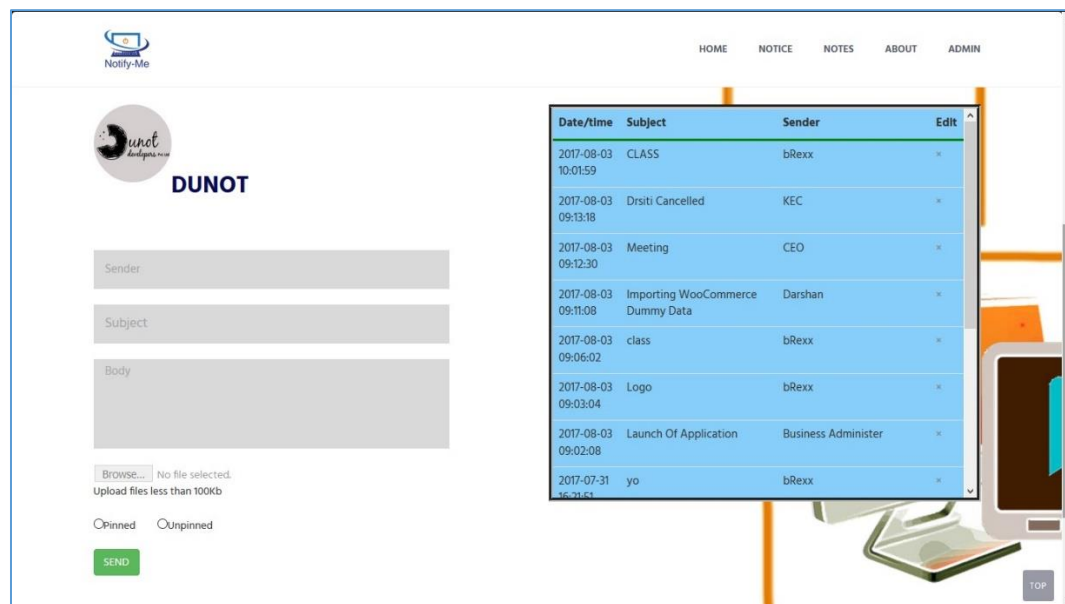 Notify-Me
HOME NOTICE NOTES ABOUT ADMIN
Dunot
developers
DUNOT
Sender
Subject
Body
Browse... No file selected.
Upload files less than 100Kb
Pinned Unpinned
SEND
Date/time Subject Sender Edit
2017-08-03 CLASS bRexx ×
10:01:59
2017-08-03 Drsiti Cancelled KEC ×
09:13:18
2017-08-03 Meeting CEO ×
09:12:30
2017-08-03 Importing WooCommerce Darshan ×
09:11:08 Dummy Data
2017-08-03 class bRexx ×
09:06:02
2017-08-03 Logo bRexx ×
09:03:04
2017-08-03 Launch Of Application Business Administer ×
09:02:08
2017-07-31 yo bRexx ×
16:21:51
TOP